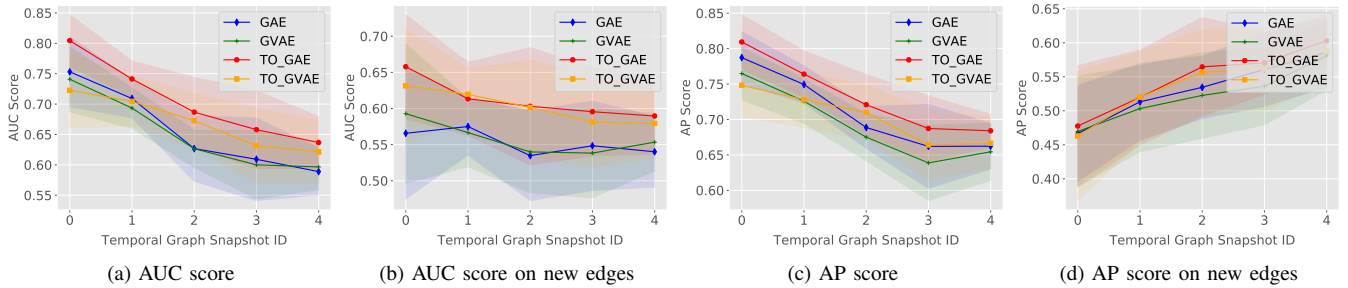 GAE
GVAE
TO_GAE
TO_GVAE
0.85
0.80
0.75
0.70
0.65
0.60
0.55
AUC Score
0 1 2 3 4
Temporal Graph Snapshot ID
(a) AUC score
GAE
GVAE
TO_GAE
TO_GVAE
0.70
0.65
0.60
0.55
0.50
AUC Score
0 1 2 3 4
Temporal Graph Snapshot ID
(b) AUC score on new edges
GAE
GVAE
TO_GAE
TO_GVAE
0.85
0.80
0.75
0.70
0.65
0.60
AP Score
0 1 2 3 4
Temporal Graph Snapshot ID
(c) AP score
GAE
GVAE
TO_GAE
TO_GVAE
0.65
0.60
0.55
0.50
0.45
0.40
AP Score
0 1 2 3 4
Temporal Graph Snapshot ID
(d) AP score on new edges